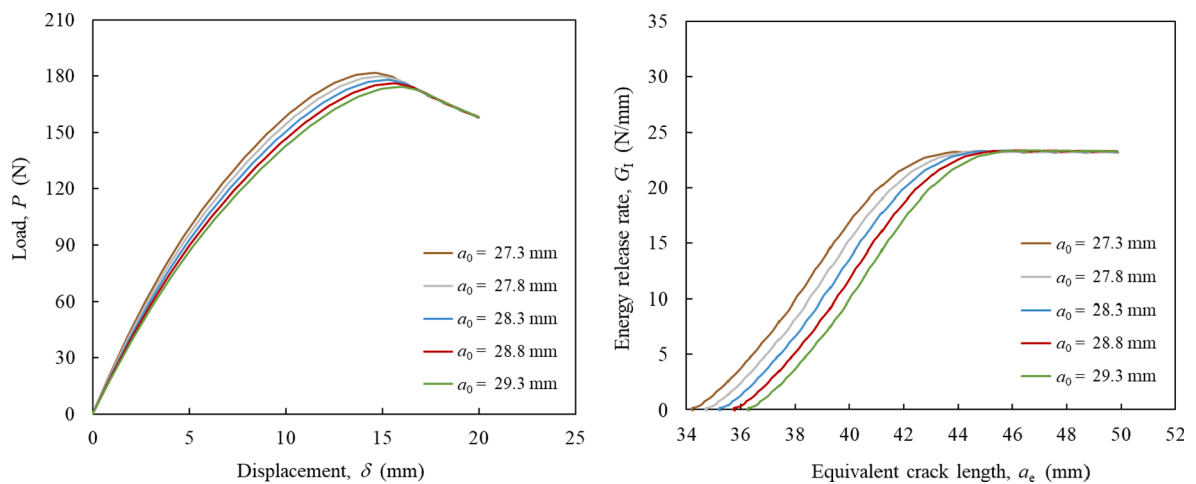 210
180
150
120
90
60
30
0
Load, P (N)
0 5 10 15 20 25
Displacement, δ (mm)
a0 = 27.3 mm
a0 = 27.8 mm
a0 = 28.3 mm
a0 = 28.8 mm
a0 = 29.3 mm
35
30
25
20
15
10
5
0
Energy release rate, GI (N/mm)
34 36 38 40 42 44 46 48 50 52
Equivalent crack length, ae (mm)
a0 = 27.3 mm
a0 = 27.8 mm
a0 = 28.3 mm
a0 = 28.8 mm
a0 = 29.3 mm